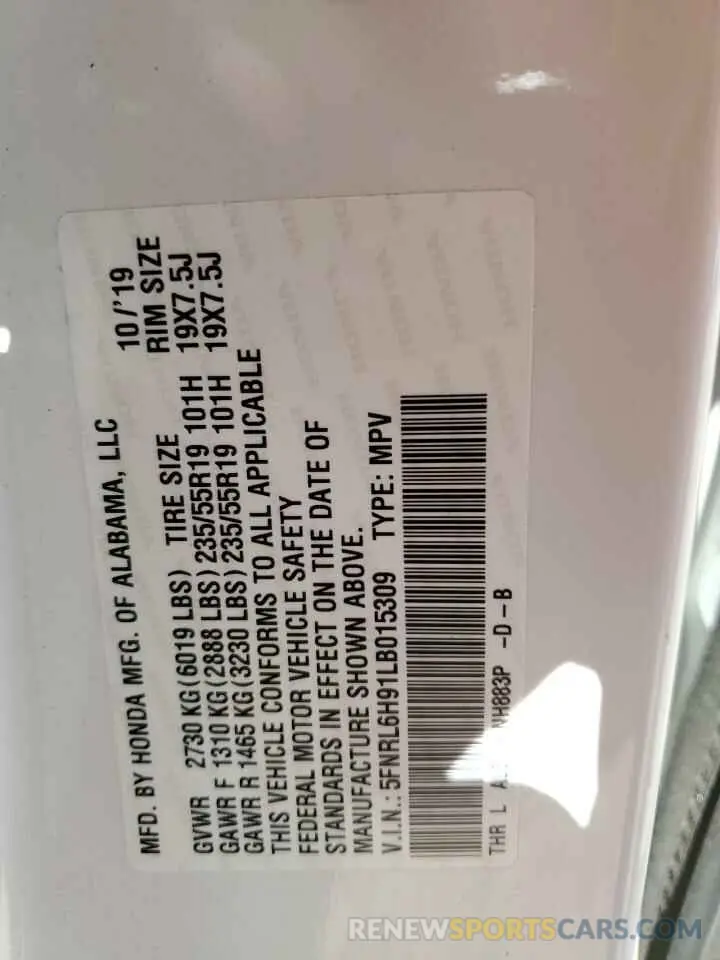 MFD. BY HONDA MFG. OF ALABAMA, LLC 10/'19
GVWR 2730 KG(6019 LBS) TIRE SIZE RIM SIZE
GAWR F 1310 KG(2888 LBS) 235/55R19 101H 19X7.5J
GAWR R 1465 KG(3230 LBS) 235/55R19 101H 19X7.5J
THIS VEHICLE CONFORMS TO ALL APPLICABLE
FEDERAL MOTOR VEHICLE SAFETY
STANDARDS IN EFFECT ON THE DATE OF
MANUFACTURE SHOWN ABOVE.
V.I.N.: 5FNRL6H91LB015309 TYPE: MPV
THR L NH883P -D-B
RENEWSPORTSCARS.COM